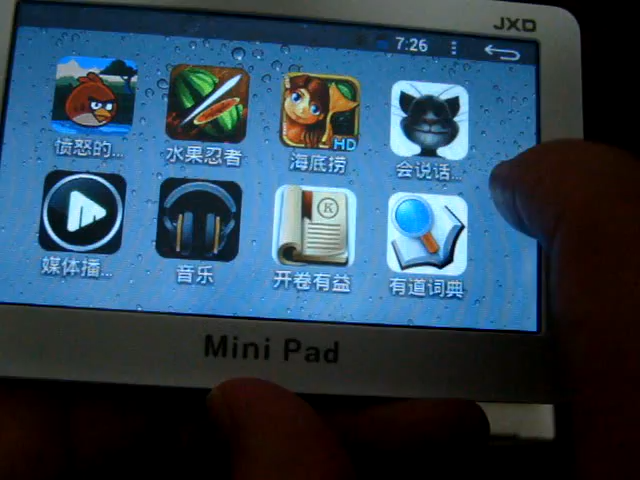 JXD
7:26
HD
愤怒的...
水果忍者
海底捞
会说话...
K
媒体播...
音乐
开卷有益
有道词典
Mini Pad